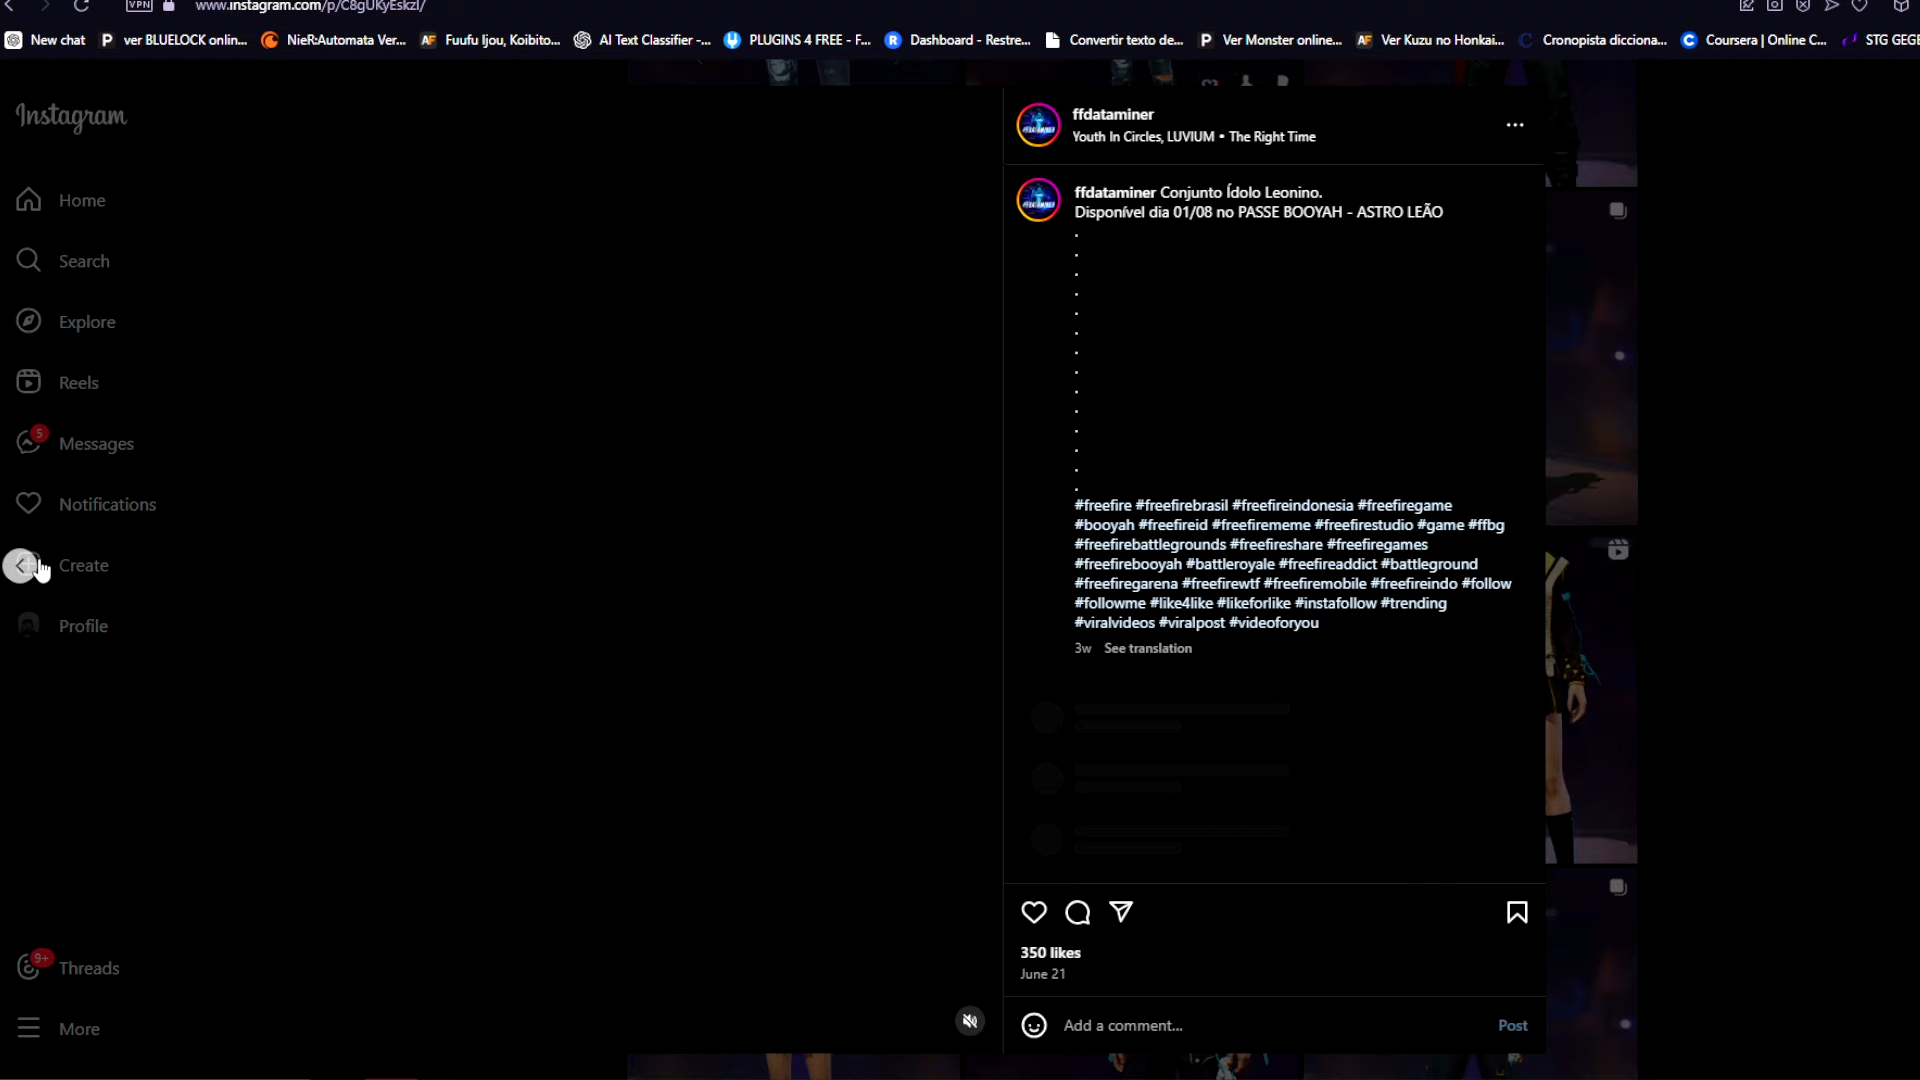 VPN www.instagram.com/p/C8gUKyEskzI/
New chat ver BLUELOCK onlin... NieR:Automata Ver... Fuufu Ijou, Koibito... AI Text Classifier -... PLUGINS 4 FREE - F... Dashboard - Restre... Convertir texto de... Ver Monster online... Ver Kuzu no Honkai... Cronopista dicciona... Coursera | Online C... STG GEGE
Instagram
Home
Search
Explore
Reels
5
Messages
Notifications
Create
Profile
9+
Threads
More
ffdataminer
Youth In Circles, LUVIUM • The Right Time
ffdataminer Conjunto Ídolo Leonino.
Disponível dia 01/08 no PASSE BOOYAH - ASTRO LEÃO
.
.
.
.
.
.
.
.
.
.
.
.
.
.
#freefire #freefirebrasil #freefireindonesia #freefiregame
#booyah #freefireid #freefirememe #freefirestudio #game #ffbg
#freefirebattlegrounds #freefireshare #freefiregames
#freefirebooyah #battleroyale #freefireaddict #battleground
#freefiregarena #freefirewtf #freefiremobile #freefireindo #follow
#followme #like4like #likeforlike #instafollow #trending
#viralvideos #viralpost #videoforyou
3w See translation
350 likes
June 21
Add a comment...
Post